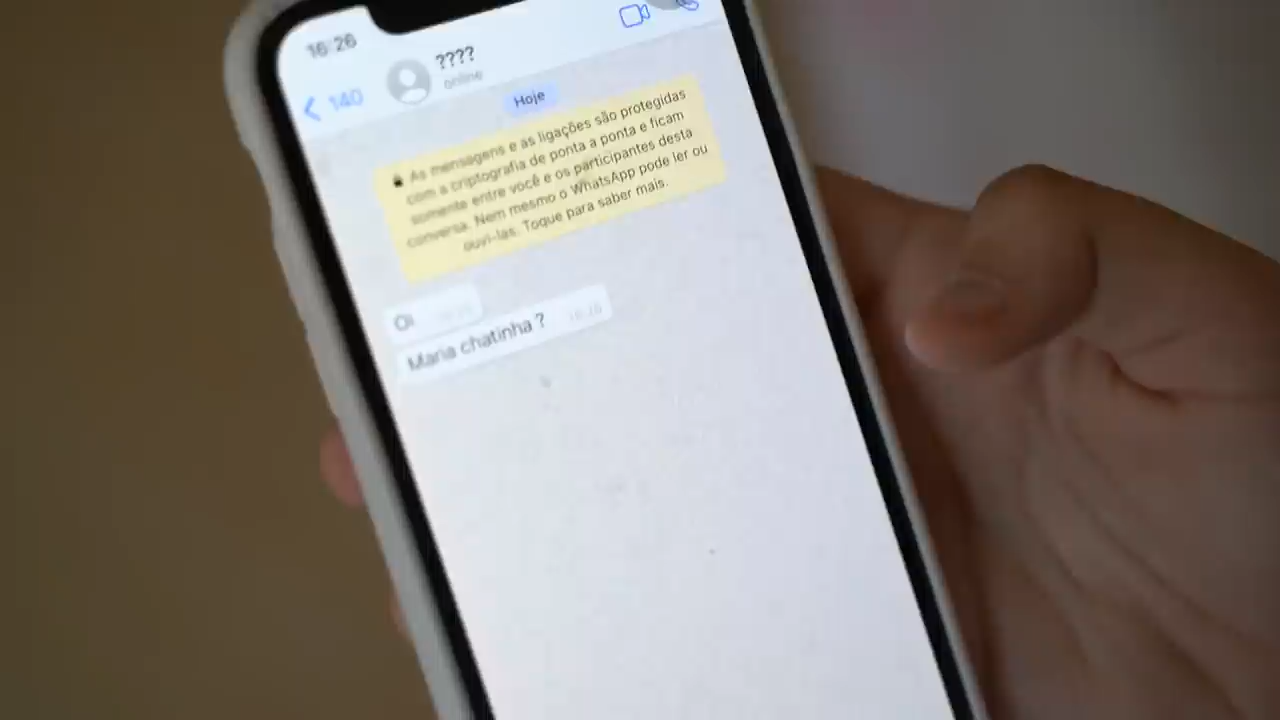 16:26
140
????
online
Hoje
As mensagens e as ligações são protegidas
com a criptografia de ponta a ponta e ficam
somente entre você e os participantes desta
conversa. Nem mesmo o WhatsApp pode ler ou
ouvi-las. Toque para saber mais.
Oi
Maria chatinha ? 16:26